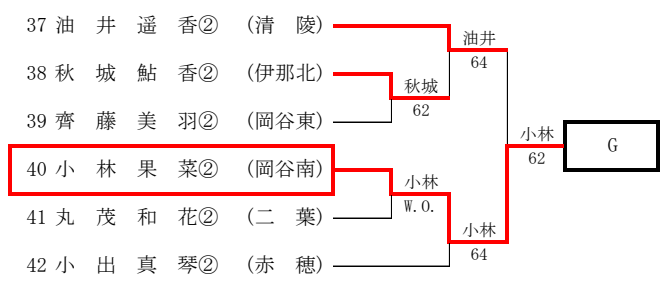 37 油 井 遥 香② (清 陵)
油井
64
38 秋 城 鮎 香② (伊那北)
秋城
62
39 齊 藤 美 羽② (岡谷東)
小林
62
G
40 小 林 果 菜② (岡谷南)
小林
W.O.
41 丸 茂 和 花② (二 葉)
小林
64
42 小 出 真 琴② (赤 穂)